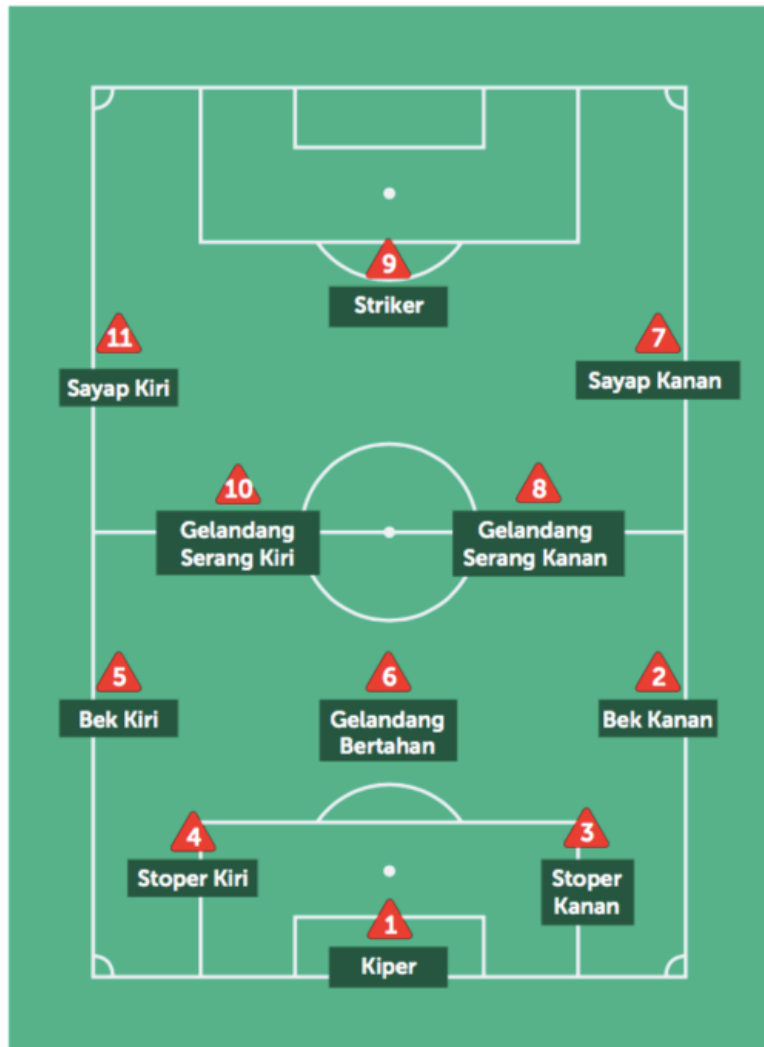 9
Striker
11
Sayap Kiri
7
Sayap Kanan
10
Gelandang
Serang Kiri
8
Gelandang
Serang Kanan
5
Bek Kiri
6
Gelandang
Bertahan
2
Bek Kanan
4
Stoper Kiri
3
Stoper
Kanan
1
Kiper